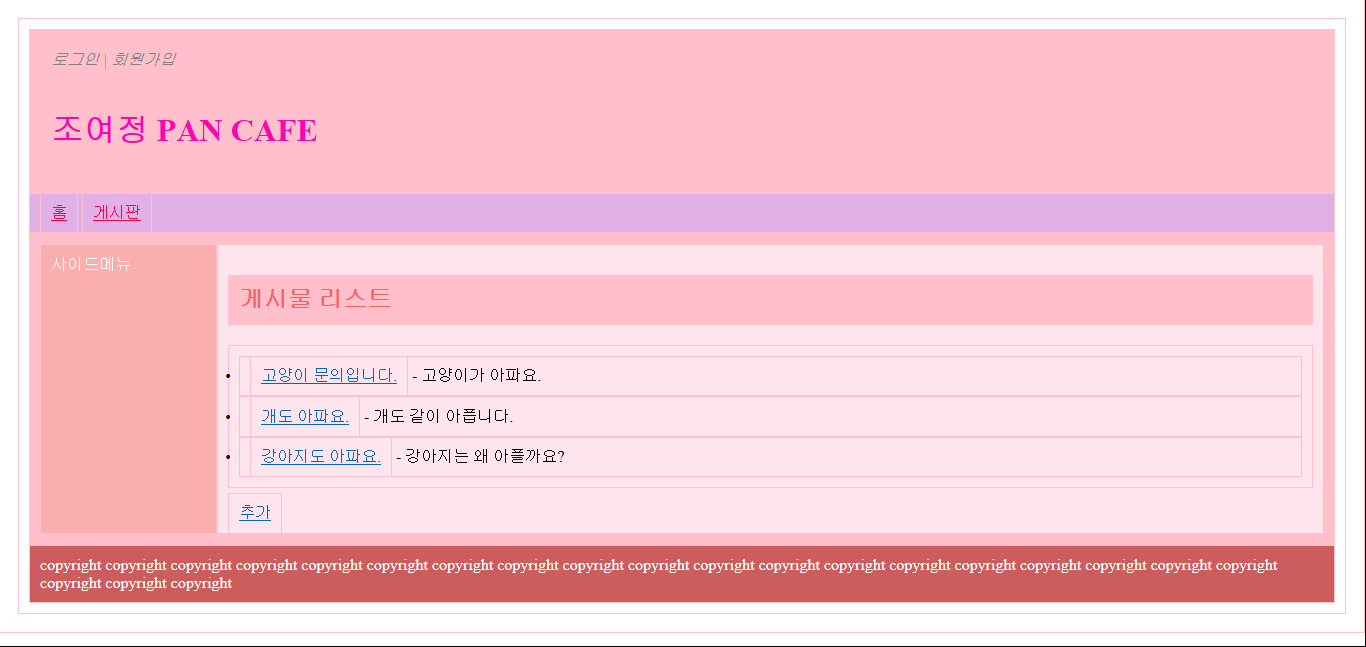 로그인 | 회원가입
조여정 PAN CAFE
홈 게시판
사이드메뉴
게시물 리스트
고양이 문의입니다. - 고양이가 아파요.
개도 아파요. - 개도 같이 아픕니다.
강아지도 아파요. - 강아지는 왜 아플까요?
추가
copyright copyright copyright copyright copyright copyright copyright copyright copyright copyright copyright copyright copyright copyright copyright copyright copyright copyright copyright
copyright copyright copyright